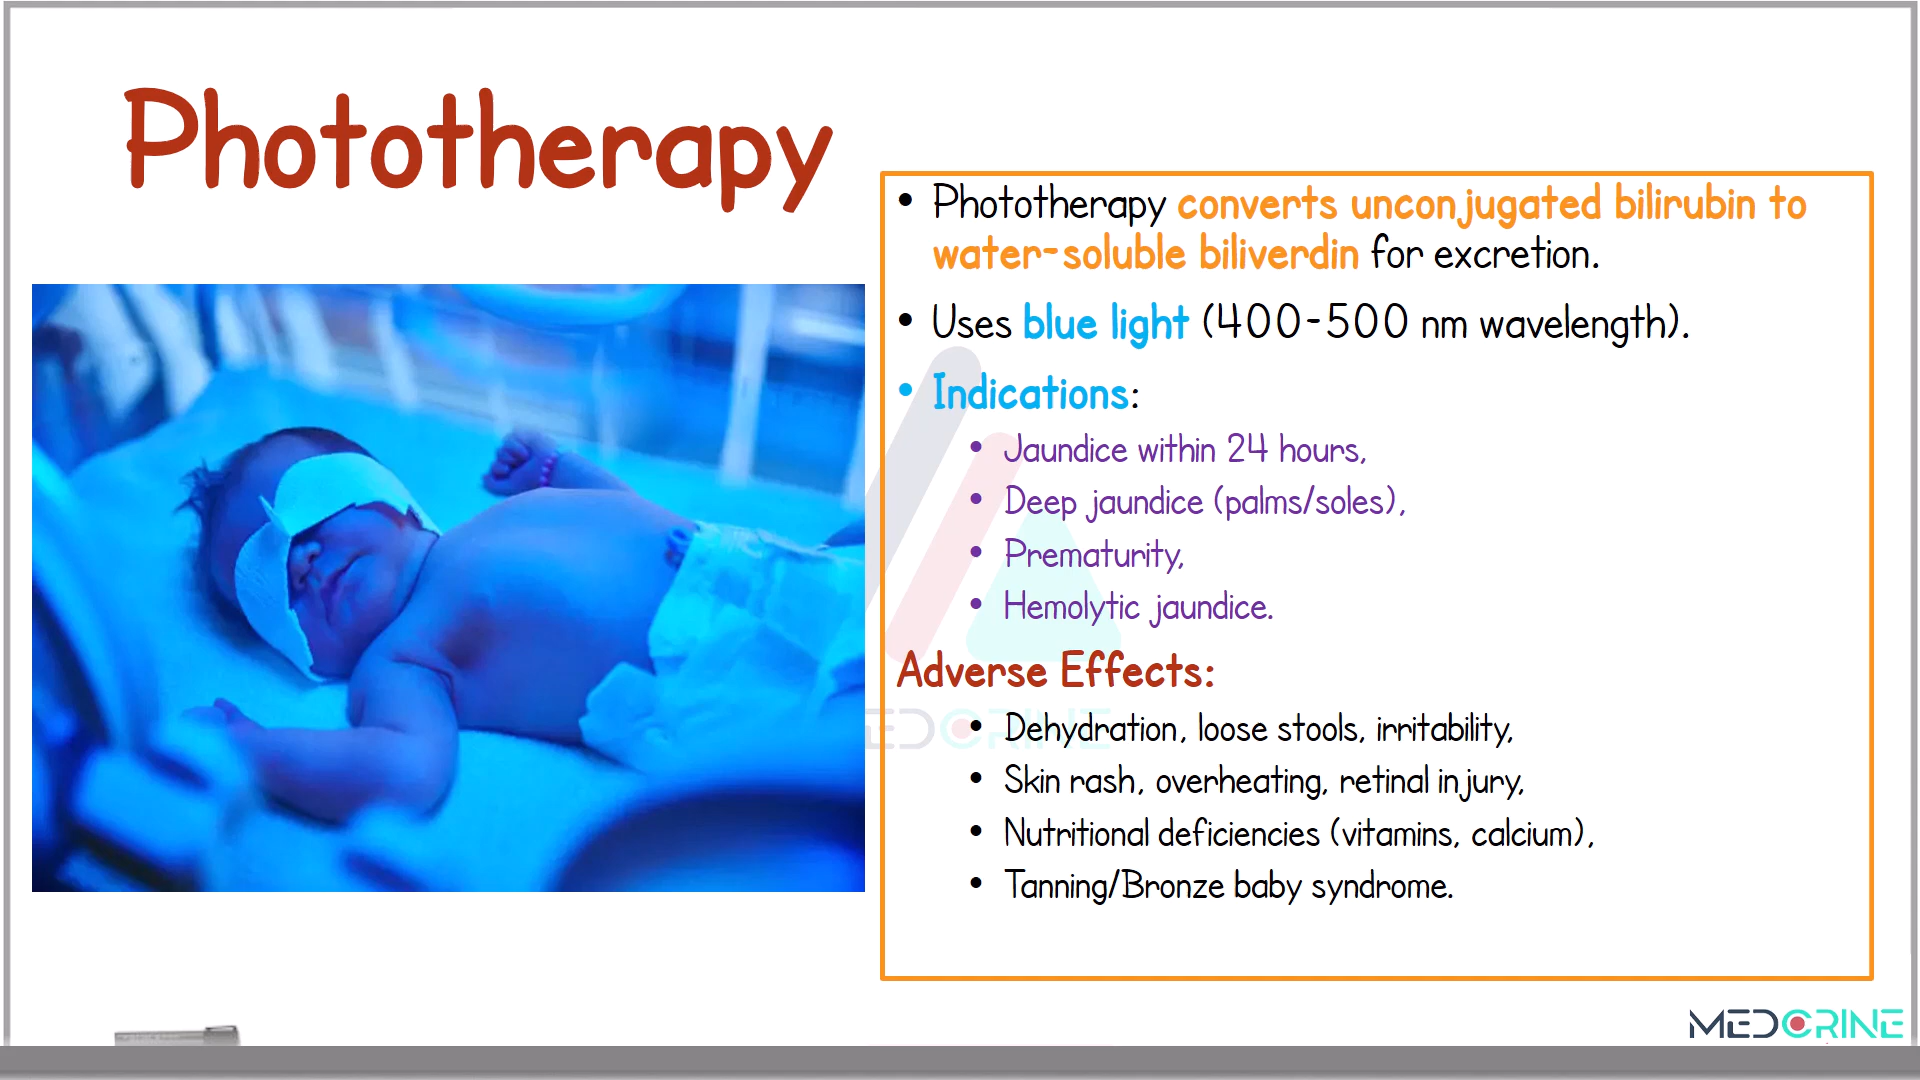 Phototherapy
• Phototherapy converts unconjugated bilirubin to
water-soluble biliverdin for excretion.
• Uses blue light (400-500 nm wavelength).
• Indications:
• Jaundice within 24 hours,
• Deep jaundice (palms/soles),
• Prematurity,
• Hemolytic jaundice.
Adverse Effects:
• Dehydration, loose stools, irritability,
• Skin rash, overheating, retinal injury,
• Nutritional deficiencies (vitamins, calcium),
• Tanning/Bronze baby syndrome.
MEDCRINE